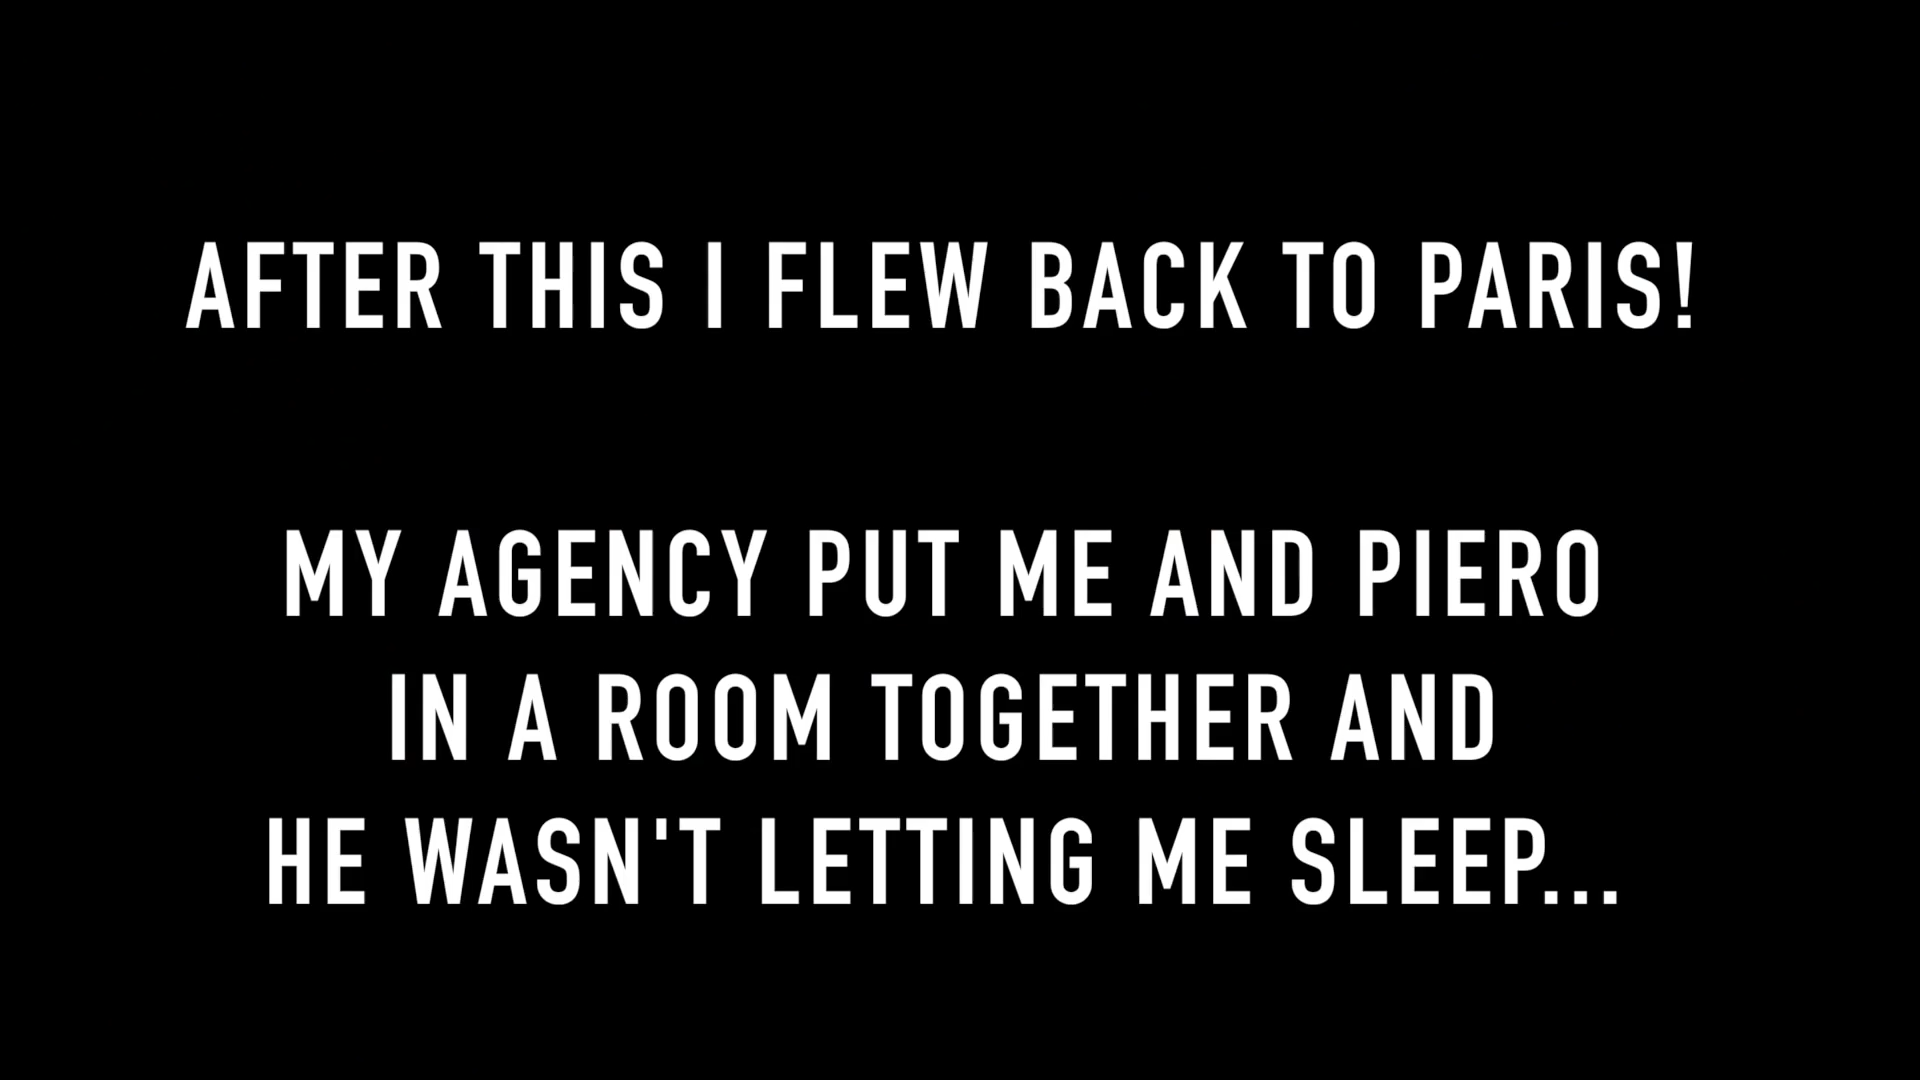 AFTER THIS I FLEW BACK TO PARIS!
MY AGENCY PUT ME AND PIERO
IN A ROOM TOGETHER AND
HE WASN'T LETTING ME SLEEP...